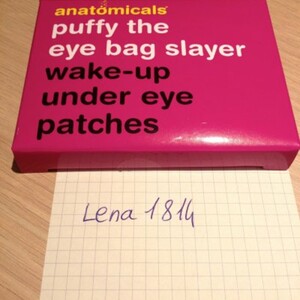 anatomicals®
puffy the
eye bag slayer
wake-up
under eye
patches
Lena 1814